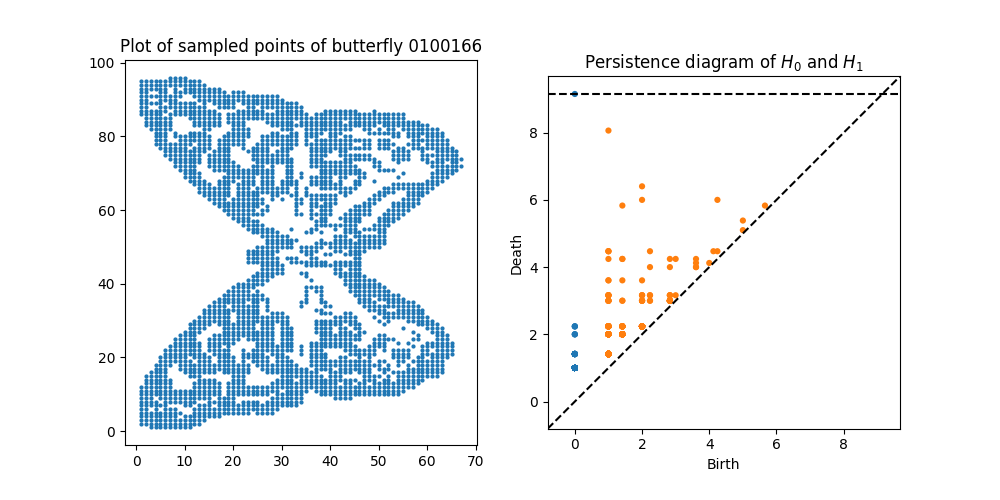 Plot of sampled points of butterfly 0100166
100
80
60
40
20
0
0 10 20 30 40 50 60 70
Persistence diagram of H₀ and H₁
Death
8
6
4
2
0
0 2 4 6 8
Birth